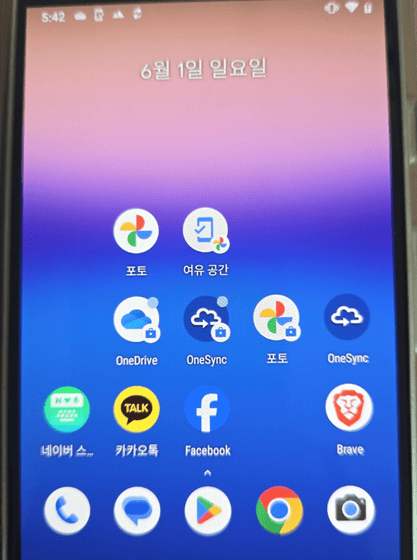 5:42
6월 1일 일요일
포토
여유 공간
OneDrive
OneSync
포토
OneSync
네이버 스...
TALK
카카오톡
Facebook
Brave